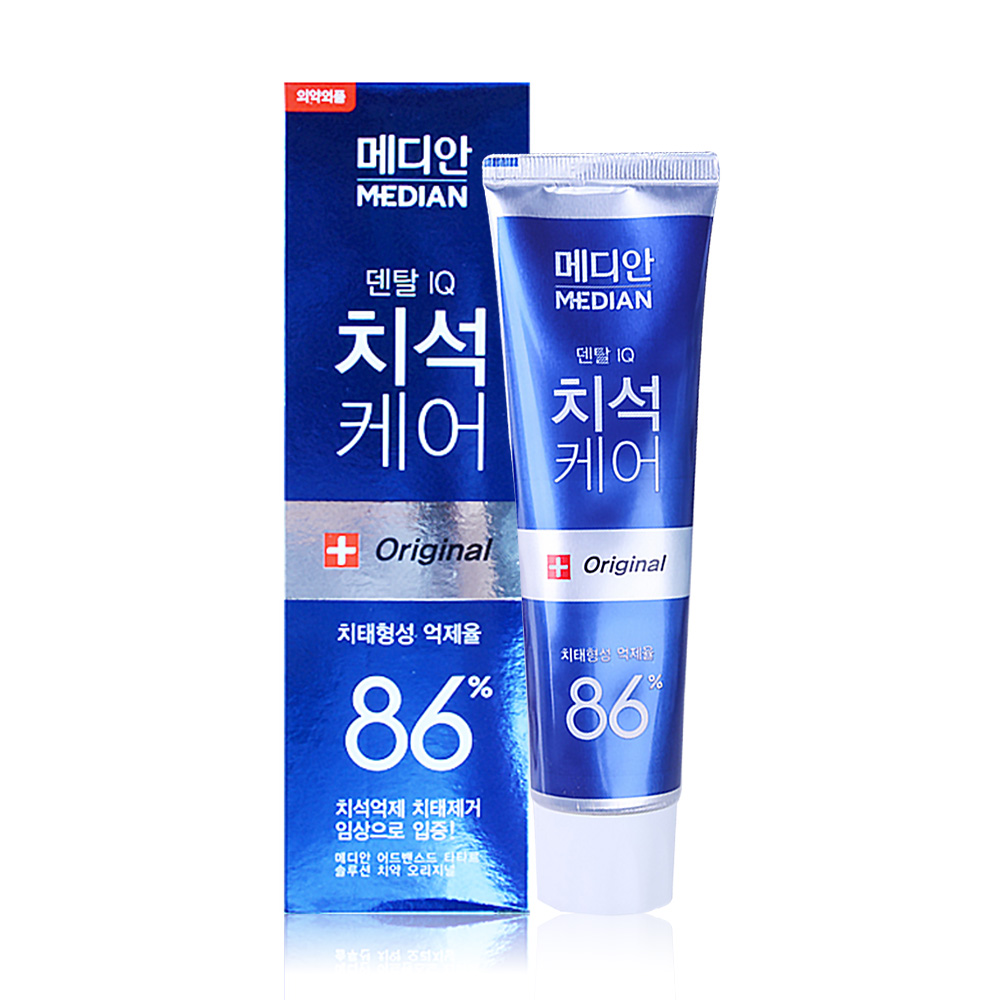 의약외품
메디안
MEDIAN
덴탈 IQ
치석
케어
Original
치태형성 억제율
86%
치석억제 치태제거
임상으로 입증!
메디안 어드밴스드 타타르
솔루션 치약 오리지널
메디안
MEDIAN
덴탈 IQ
치석
케어
Original
치태형성 억제율
86%